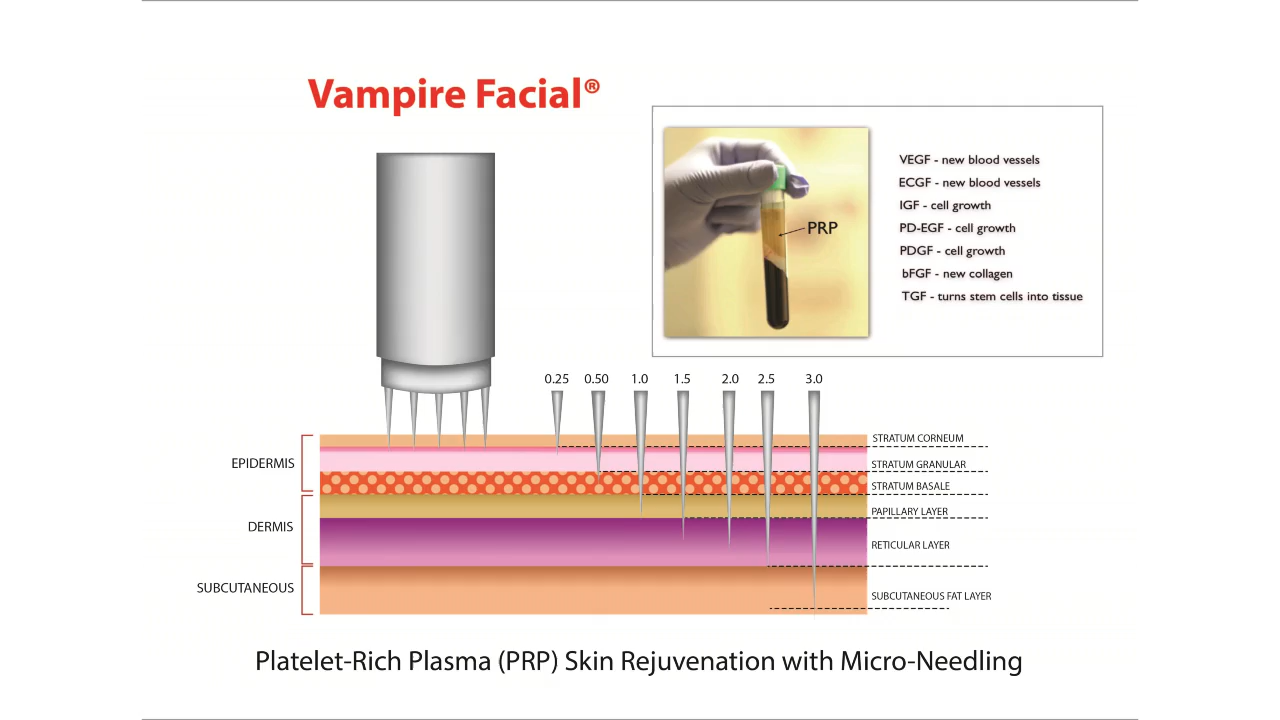 Vampire Facial®
PRP
VEGF - new blood vessels
ECGF - new blood vessels
IGF - cell growth
PD-EGF - cell growth
PDGF - cell growth
bFGF - new collagen
TGF - turns stem cells into tissue
0.25 0.50 1.0 1.5 2.0 2.5 3.0
EPIDERMIS
DERMIS
SUBCUTANEOUS
STRATUM CORNEUM
STRATUM GRANULAR
STRATUM BASALE
PAPILLARY LAYER
RETICULAR LAYER
SUBCUTANEOUS FAT LAYER
Platelet-Rich Plasma (PRP) Skin Rejuvenation with Micro-Needling